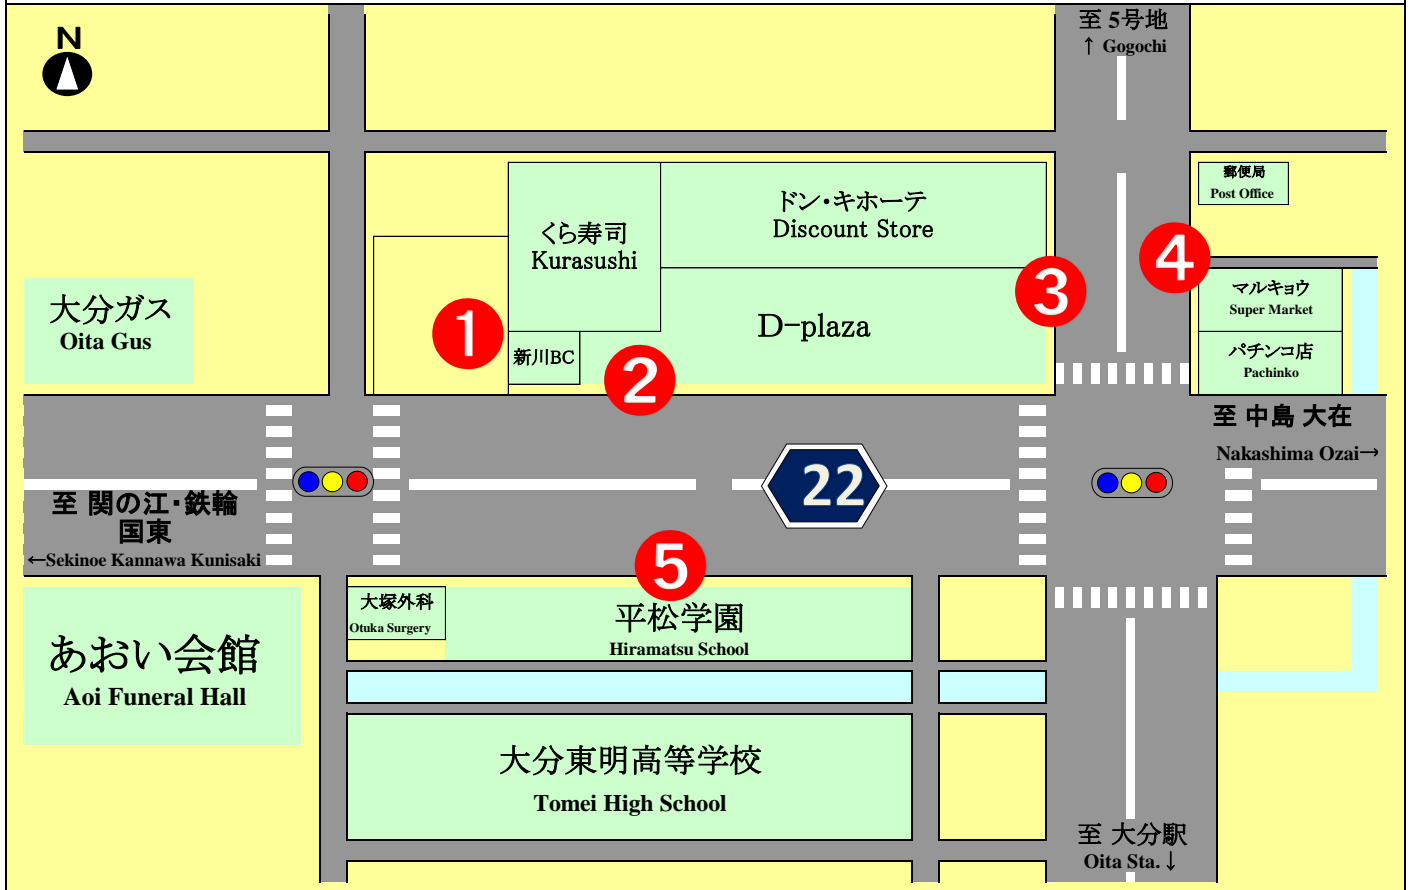 至 5号地
↑ Gogochi
N
郵便局
Post Office
ドン・キホーテ
Discount Store
くら寿司
Kurasushi
4
3
大分ガス
Oita Gus
1
マルキョウ
Super Market
D-plaza
新川BC
パチンコ店
Pachinko
2
至 中島 大在
Nakashima Ozai→
22
至 関の江・鉄輪
国東
←Sekinoe Kannawa Kunisaki
5
大塚外科
Otuka Surgery
平松学園
Hiramatsu School
あおい会館
Aoi Funeral Hall
大分東明高等学校
Tomei High School
至 大分駅
Oita Sta.↓